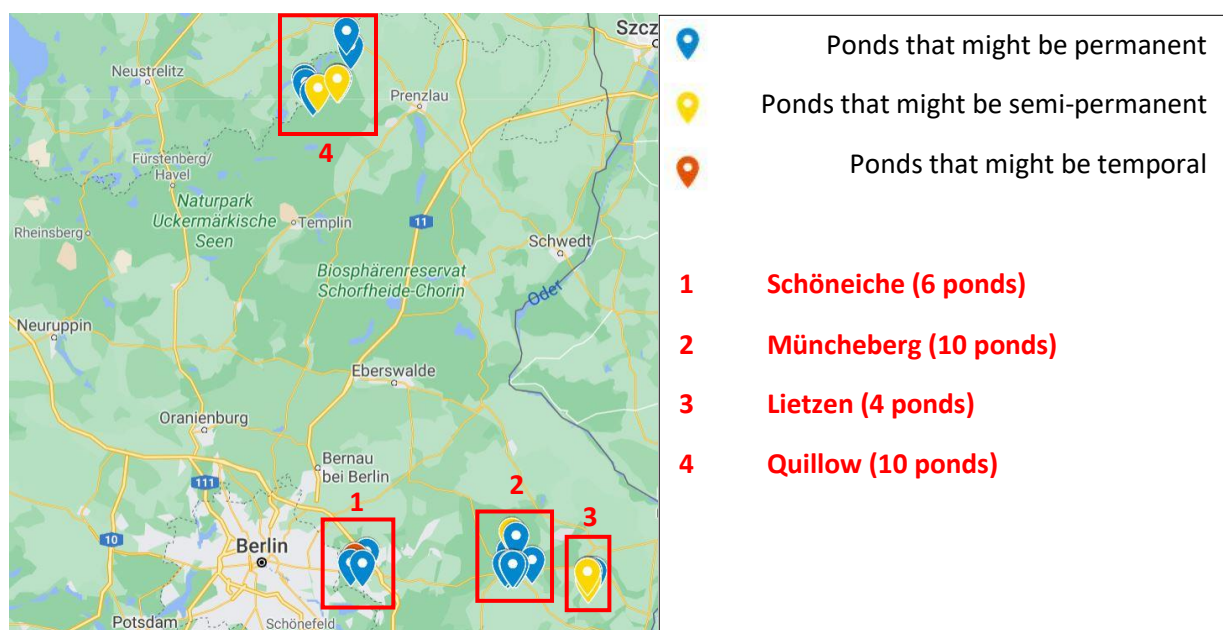 Szcz
Neustrelitz
Prenzlau
4
Fürstenberg/
Havel
Naturpark
Uckermärkische
Seen
Templin
11
Rheinsberg
Schwedt
Biosphärenreservat
Schorfheide-Chorin
Oder
Neuruppin
Eberswalde
Oranienburg
Bernau
bei Berlin
111
2
1
3
10
Berlin
Potsdam
Schönefeld
Ponds that might be permanent
Ponds that might be semi-permanent
Ponds that might be temporal
1 Schöneiche (6 ponds)
2 Müncheberg (10 ponds)
3 Lietzen (4 ponds)
4 Quillow (10 ponds)